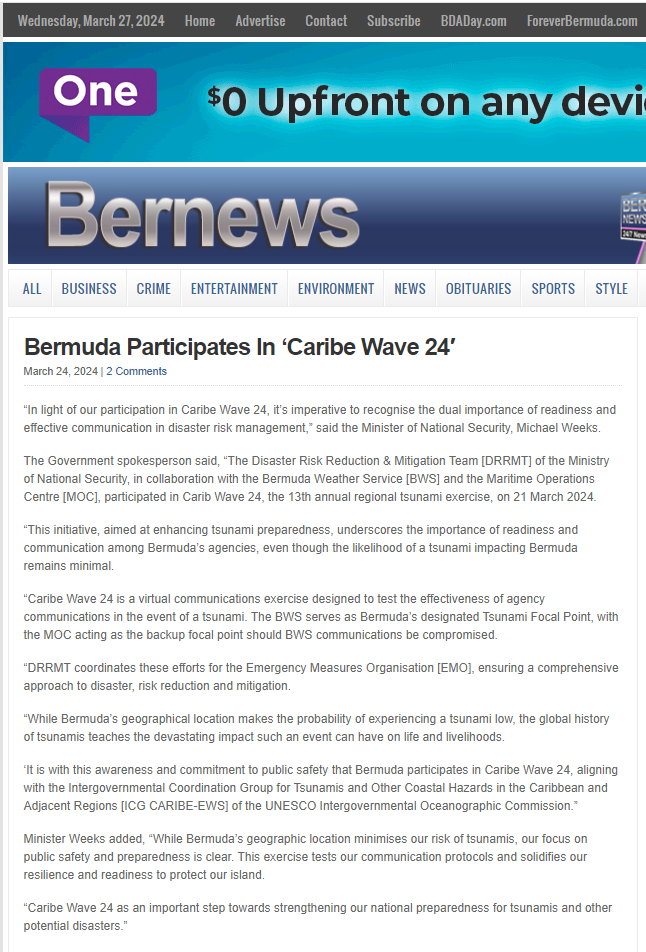 Wednesday, March 27, 2024 Home Advertise Contact Subscribe BDADay.com ForeverBermuda.com
One
$0 Upfront on any devi
Bernews
BER
NEWS
24/7 News
ALL BUSINESS CRIME ENTERTAINMENT ENVIRONMENT NEWS OBITUARIES SPORTS STYLE
Bermuda Participates In ‘Caribe Wave 24′
March 24, 2024 | 2 Comments
“In light of our participation in Caribe Wave 24, it’s imperative to recognise the dual importance of readiness and
effective communication in disaster risk management,” said the Minister of National Security, Michael Weeks.
The Government spokesperson said, “The Disaster Risk Reduction & Mitigation Team [DRRMT] of the Ministry
of National Security, in collaboration with the Bermuda Weather Service [BWS] and the Maritime Operations
Centre [MOC], participated in Carib Wave 24, the 13th annual regional tsunami exercise, on 21 March 2024.
“This initiative, aimed at enhancing tsunami preparedness, underscores the importance of readiness and
communication among Bermuda’s agencies, even though the likelihood of a tsunami impacting Bermuda
remains minimal.
“Caribe Wave 24 is a virtual communications exercise designed to test the effectiveness of agency
communications in the event of a tsunami. The BWS serves as Bermuda’s designated Tsunami Focal Point, with
the MOC acting as the backup focal point should BWS communications be compromised.
“DRRMT coordinates these efforts for the Emergency Measures Organisation [EMO], ensuring a comprehensive
approach to disaster, risk reduction and mitigation.
“While Bermuda’s geographical location makes the probability of experiencing a tsunami low, the global history
of tsunamis teaches the devastating impact such an event can have on life and livelihoods.
‘It is with this awareness and commitment to public safety that Bermuda participates in Caribe Wave 24, aligning
with the Intergovernmental Coordination Group for Tsunamis and Other Coastal Hazards in the Caribbean and
Adjacent Regions [ICG CARIBE-EWS] of the UNESCO Intergovernmental Oceanographic Commission.”
Minister Weeks added, “While Bermuda’s geographic location minimises our risk of tsunamis, our focus on
public safety and preparedness is clear. This exercise tests our communication protocols and solidifies our
resilience and readiness to protect our island.
“Caribe Wave 24 as an important step towards strengthening our national preparedness for tsunamis and other
potential disasters.”